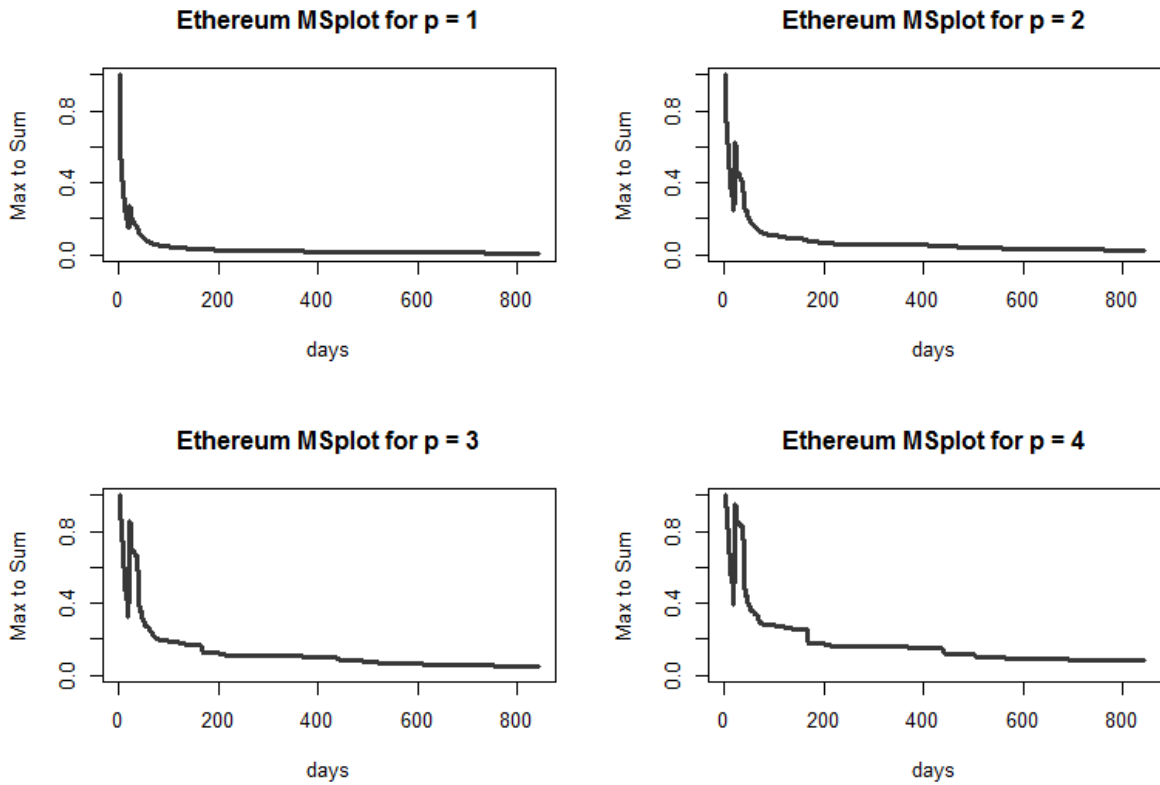 Ethereum MSplot for p = 1
Max to Sum
0.0 0.4 0.8
0 200 400 600 800
days
Ethereum MSplot for p = 2
Max to Sum
0.0 0.4 0.8
0 200 400 600 800
days
Ethereum MSplot for p = 3
Max to Sum
0.0 0.4 0.8
0 200 400 600 800
days
Ethereum MSplot for p = 4
Max to Sum
0.0 0.4 0.8
0 200 400 600 800
days